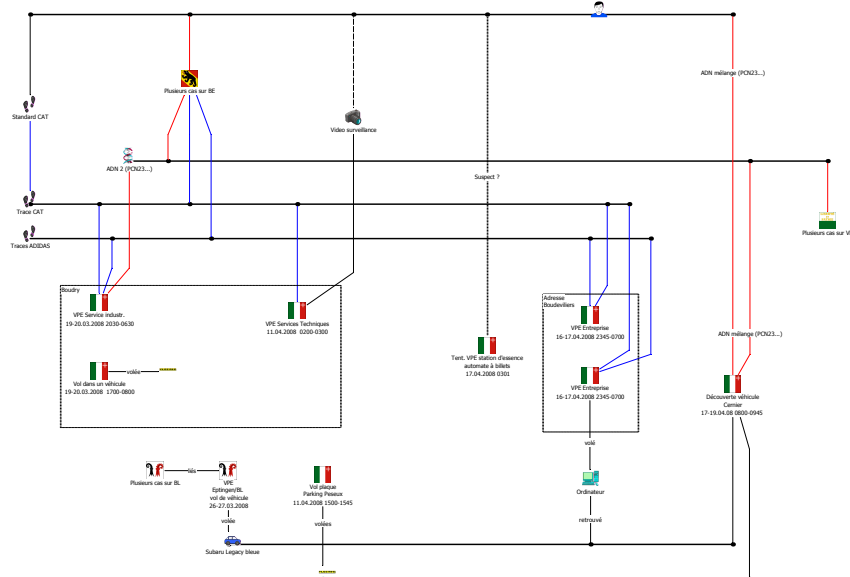 ADN mélange (PCN23...)
Plusieurs cas sur BE
Standard CAT
Video surveillance
ADN 2 (PCN23...)
Suspect ?
Trace CAT
Plusieurs cas sur V
Traces ADIDAS
Boudry
VPE Service industr.
19-20.03.2008 2030-0630
VPE Services Techniques
11.04.2008 0200-0300
Adresse
Boudevilliers
VPE Entreprise
16-17.04.2008 2345-0700
ADN mélange (PCN23...)
Tent. VPE station d'essence
automate à billets
17.04.2008 0301
Vol dans un véhicule
19-20.03.2008 1700-0800
volée
VPE Entreprise
16-17.04.2008 2345-0700
Découverte véhicule
Cernier
17-19.04.08 0800-0945
volé
Plusieurs cas sur BL
liés
VPE
Eptingen/BL
vol de véhicule
26-27.03.2008
Vol plaque
Parking Peseux
11.04.2008 1500-1545
Ordinateur
volée
volées
retrouvé
Subaru Legacy bleue